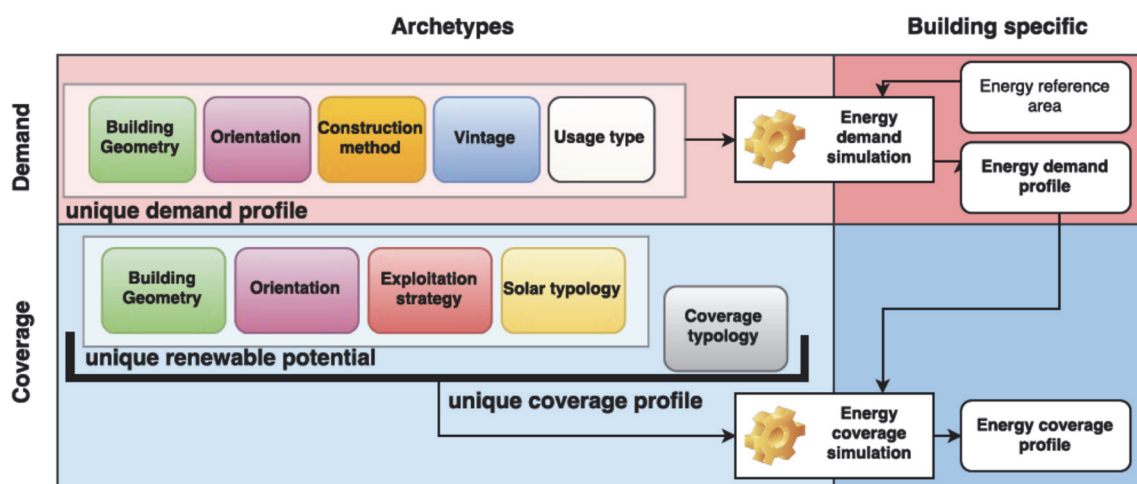 Archetypes
Building specific
Demand
Building
Geometry
Orientation
Construction
method
Vintage
Usage type
unique demand profile
Energy
demand
simulation
Energy reference
area
Energy demand
profile
Coverage
Building
Geometry
Orientation
Exploitation
strategy
Solar typology
Coverage
typology
unique renewable potential
unique coverage profile
Energy
coverage
simulation
Energy coverage
profile